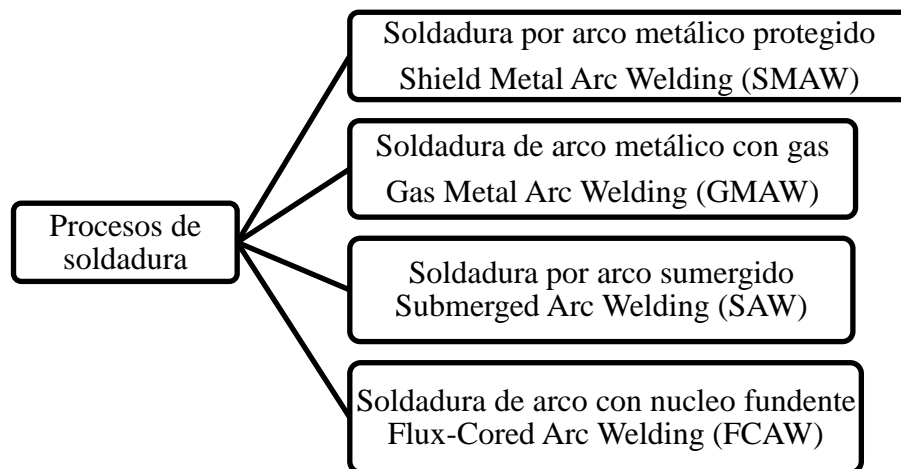 Soldadura por arco metálico protegido
Shield Metal Arc Welding (SMAW)
Soldadura de arco metálico con gas
Gas Metal Arc Welding (GMAW)
Procesos de
soldadura
Soldadura por arco sumergido
Submerged Arc Welding (SAW)
Soldadura de arco con nucleo fundente
Flux-Cored Arc Welding (FCAW)